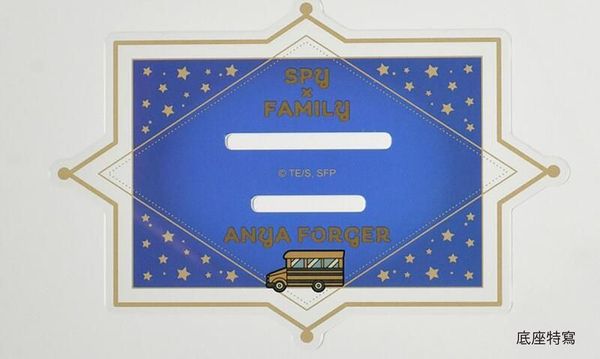 SPY
×
FAMILY
© TE/S, SFP
ANYA FORGER
底座特寫